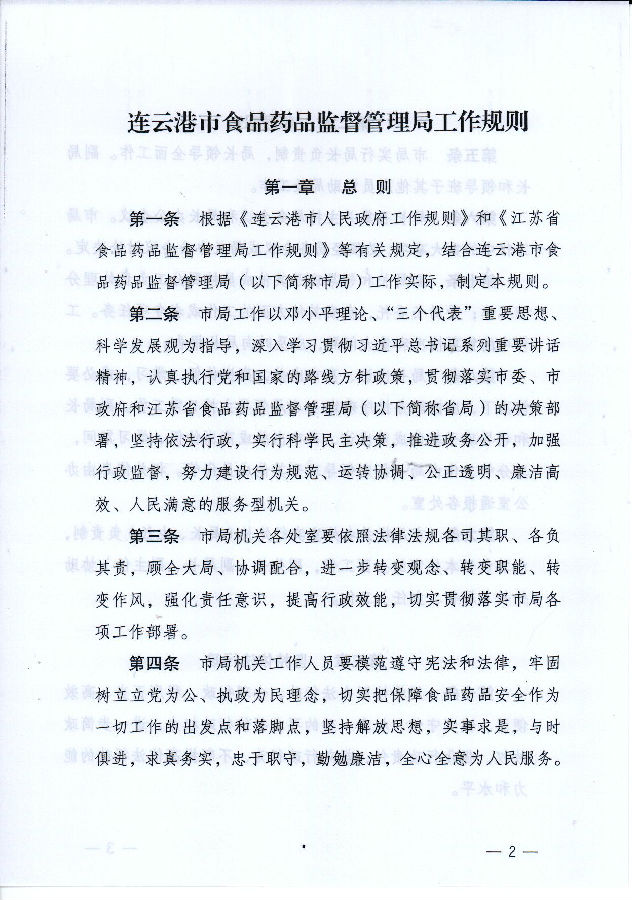 连云港市食品药品监督管理局工作规则
第一章 总 则
第一条 根据《连云港市人民政府工作规则》和《江苏省
食品药品监督管理局工作规则》等有关规定，结合连云港市食
品药品监督管理局（以下简称市局）工作实际，制定本规则。
第二条 市局工作以邓小平理论、“三个代表”重要思想、
科学发展观为指导，深入学习贯彻习近平总书记系列重要讲话
精神，认真执行党和国家的路线方针政策，贯彻落实市委、市
政府和江苏省食品药品监督管理局（以下简称省局）的决策部
署，坚持依法行政，实行科学民主决策，推进政务公开，加强
行政监督，努力建设行为规范、运转协调、公正透明、廉洁高
效、人民满意的服务型机关。
第三条 市局机关各处室要依照法律法规各司其职、各负
其责，顾全大局、协调配合，进一步转变观念、转变职能、转
变作风，强化责任意识，提高行政效能，切实贯彻落实市局各
项工作部署。
第四条 市局机关工作人员要模范遵守宪法和法律，牢固
树立立党为公、执政为民理念，切实把保障食品药品安全作为
一切工作的出发点和落脚点，坚持解放思想，实事求是，与时
俱进，求真务实，忠于职守，勤勉廉洁，全心全意为人民服务。
— 2 —